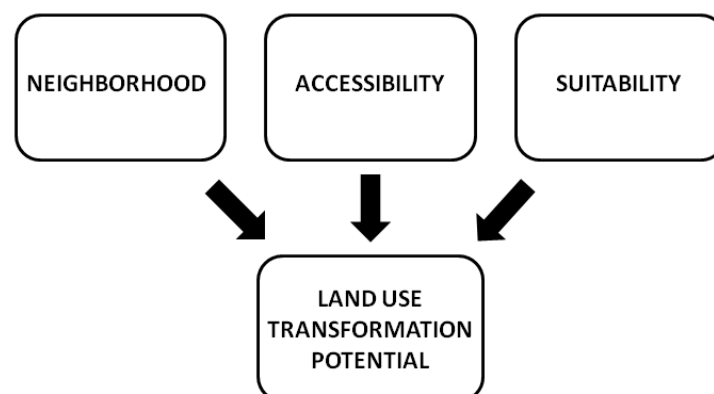 NEIGHBORHOOD
ACCESSIBILITY
SUITABILITY
LAND USE
TRANSFORMATION
POTENTIAL